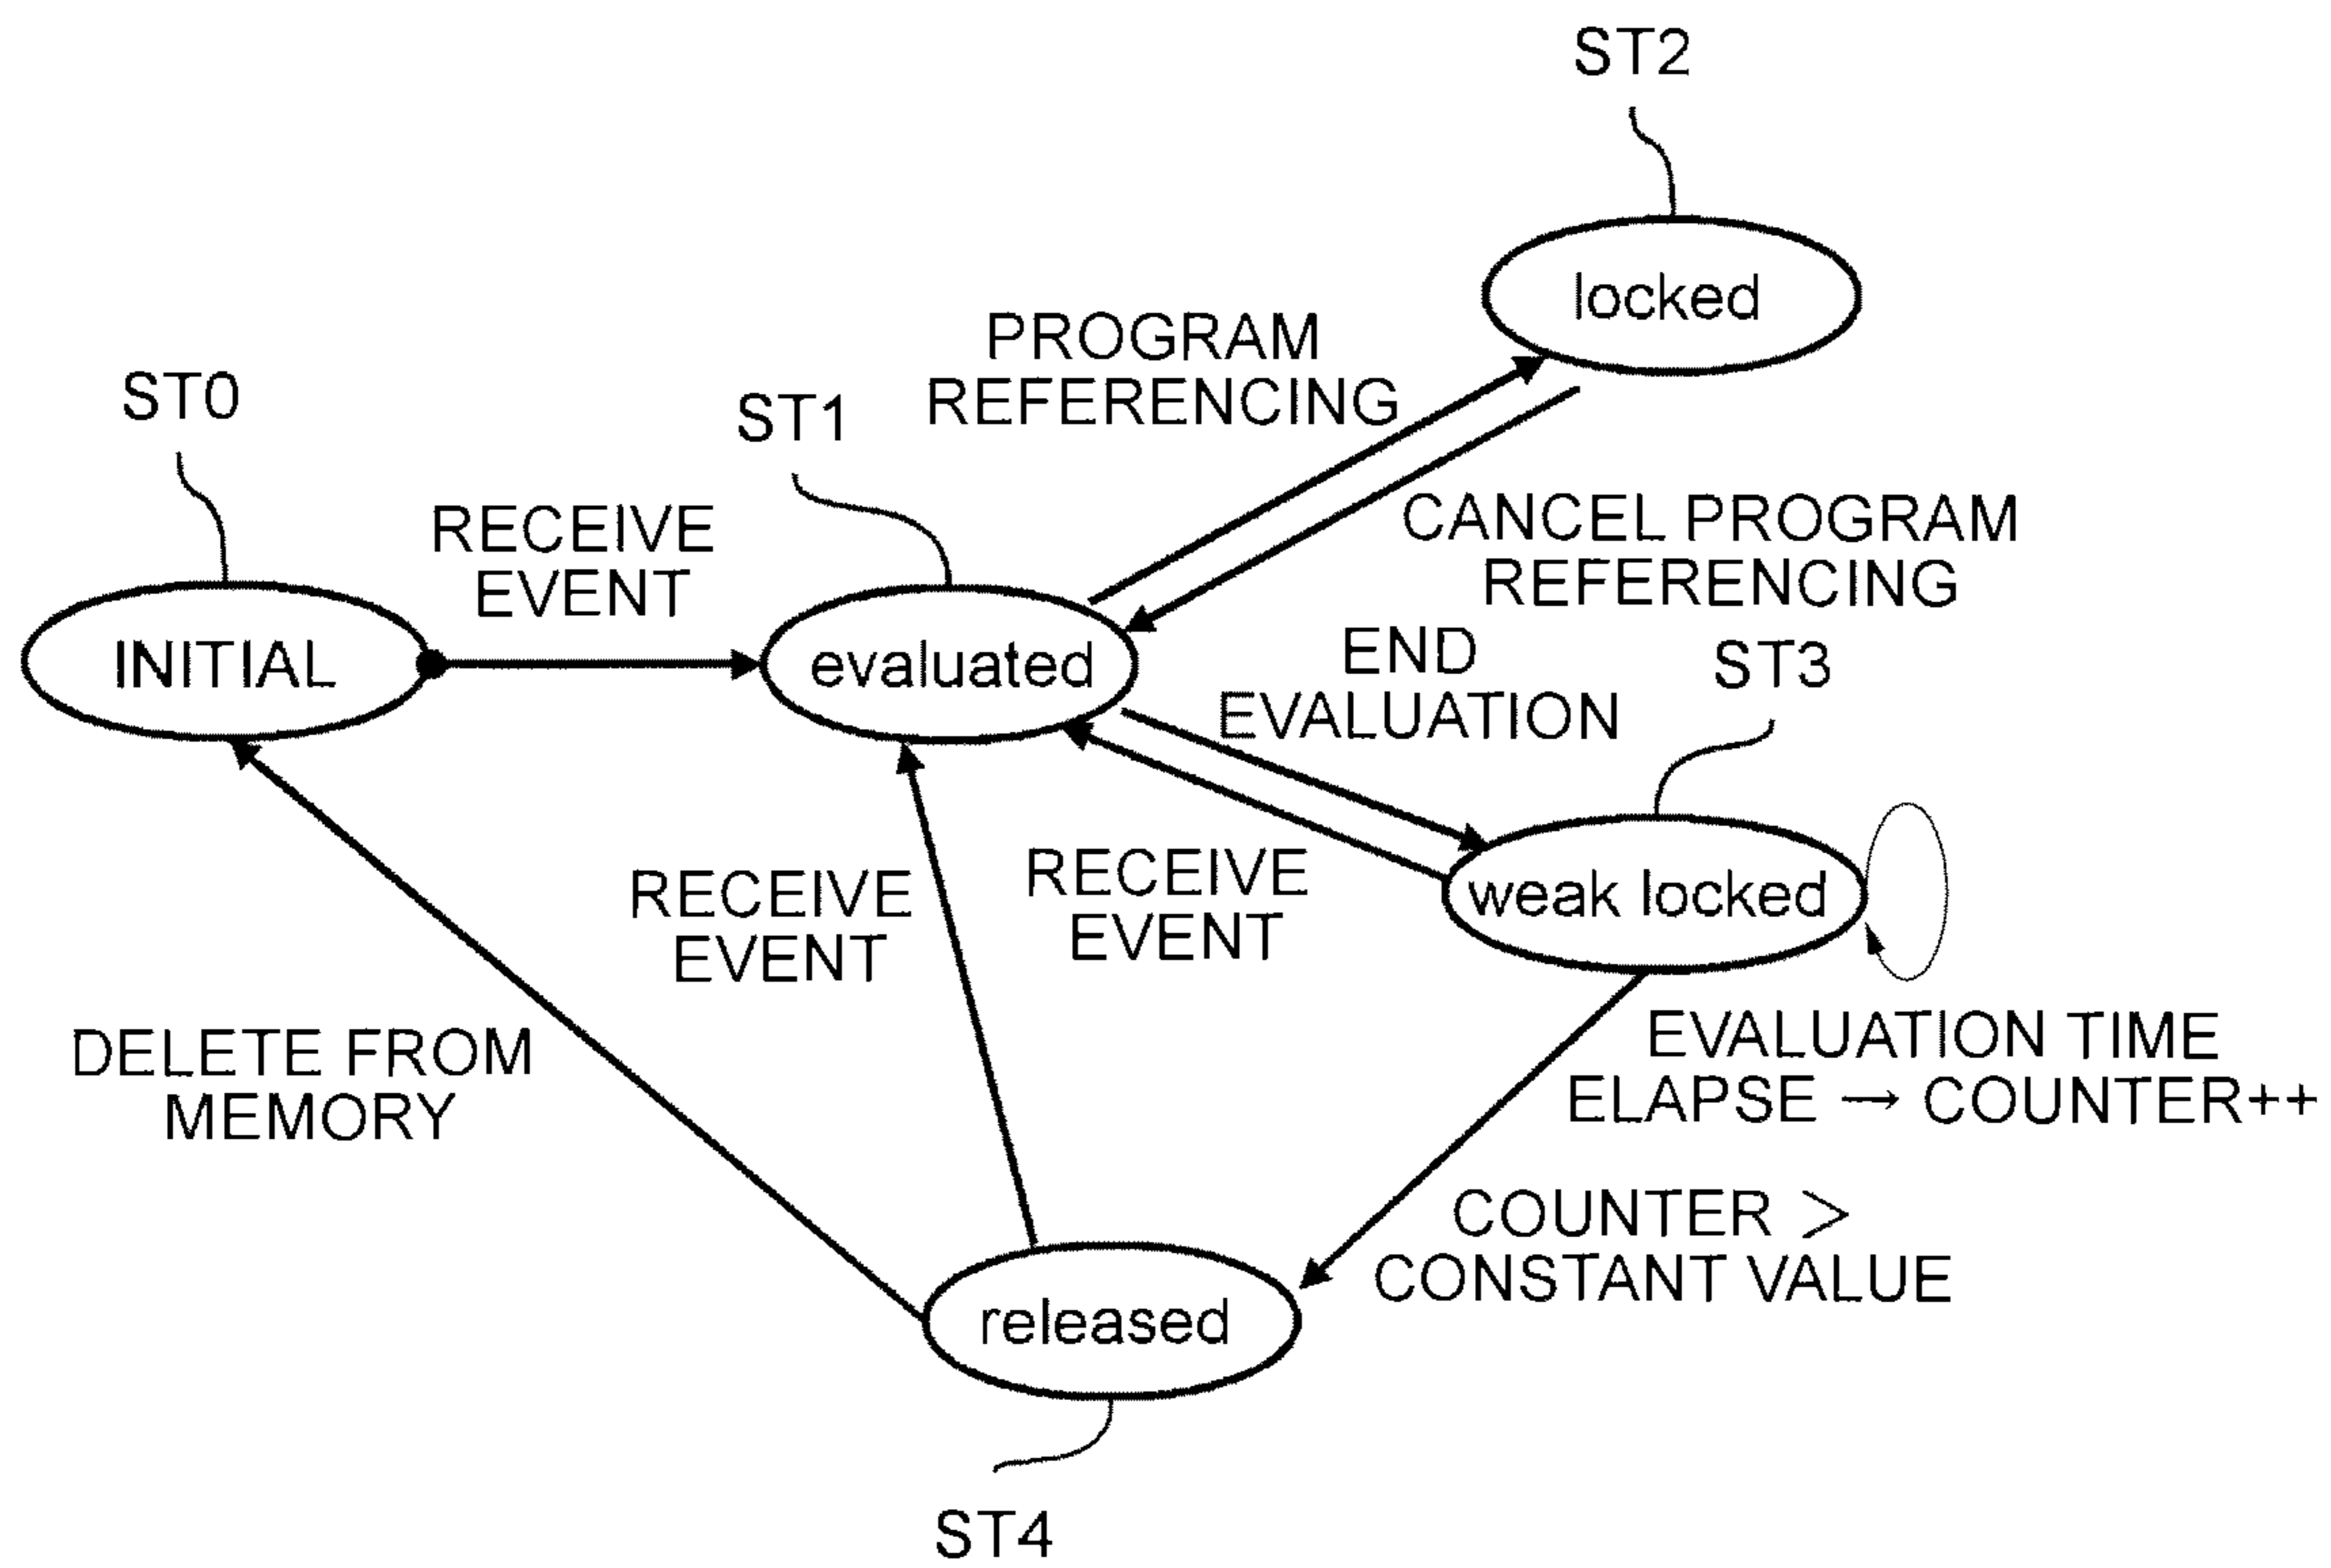 ST2
locked
PROGRAM
REFERENCING
ST0
ST1
CANCEL PROGRAM
REFERENCING
RECEIVE
EVENT
INITIAL
evaluated
END
EVALUATION
ST3
weak locked
RECEIVE
EVENT
RECEIVE
EVENT
DELETE FROM
MEMORY
EVALUATION TIME
ELAPSE → COUNTER++
COUNTER >
CONSTANT VALUE
released
ST4